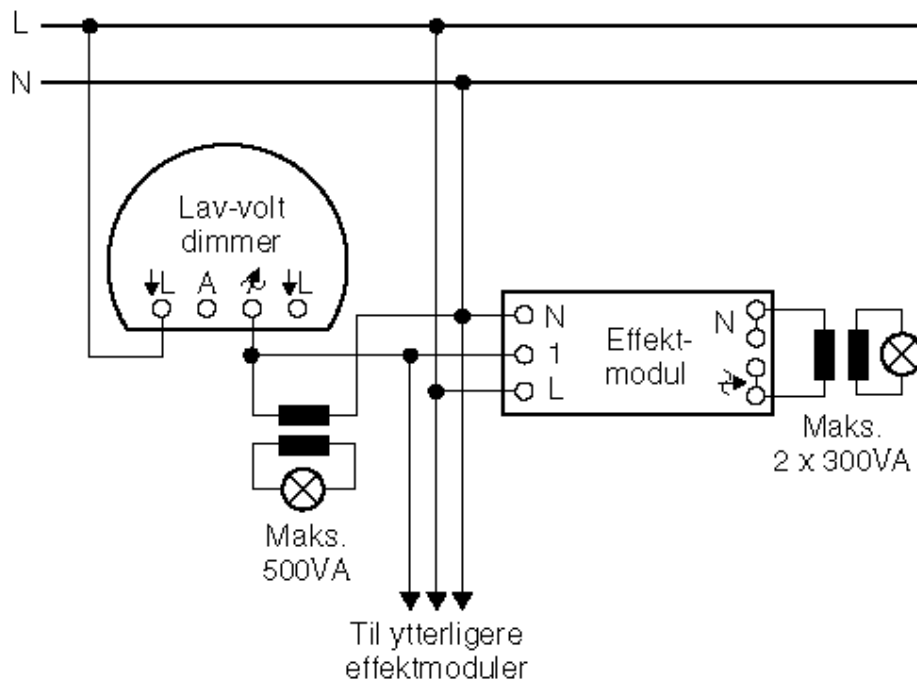 L
N
Lav-volt
dimmer
L A L
N
1
L
Effekt-
modul
N
Maks.
2 x 300VA
Maks.
500VA
Til ytterligere
effektmoduler